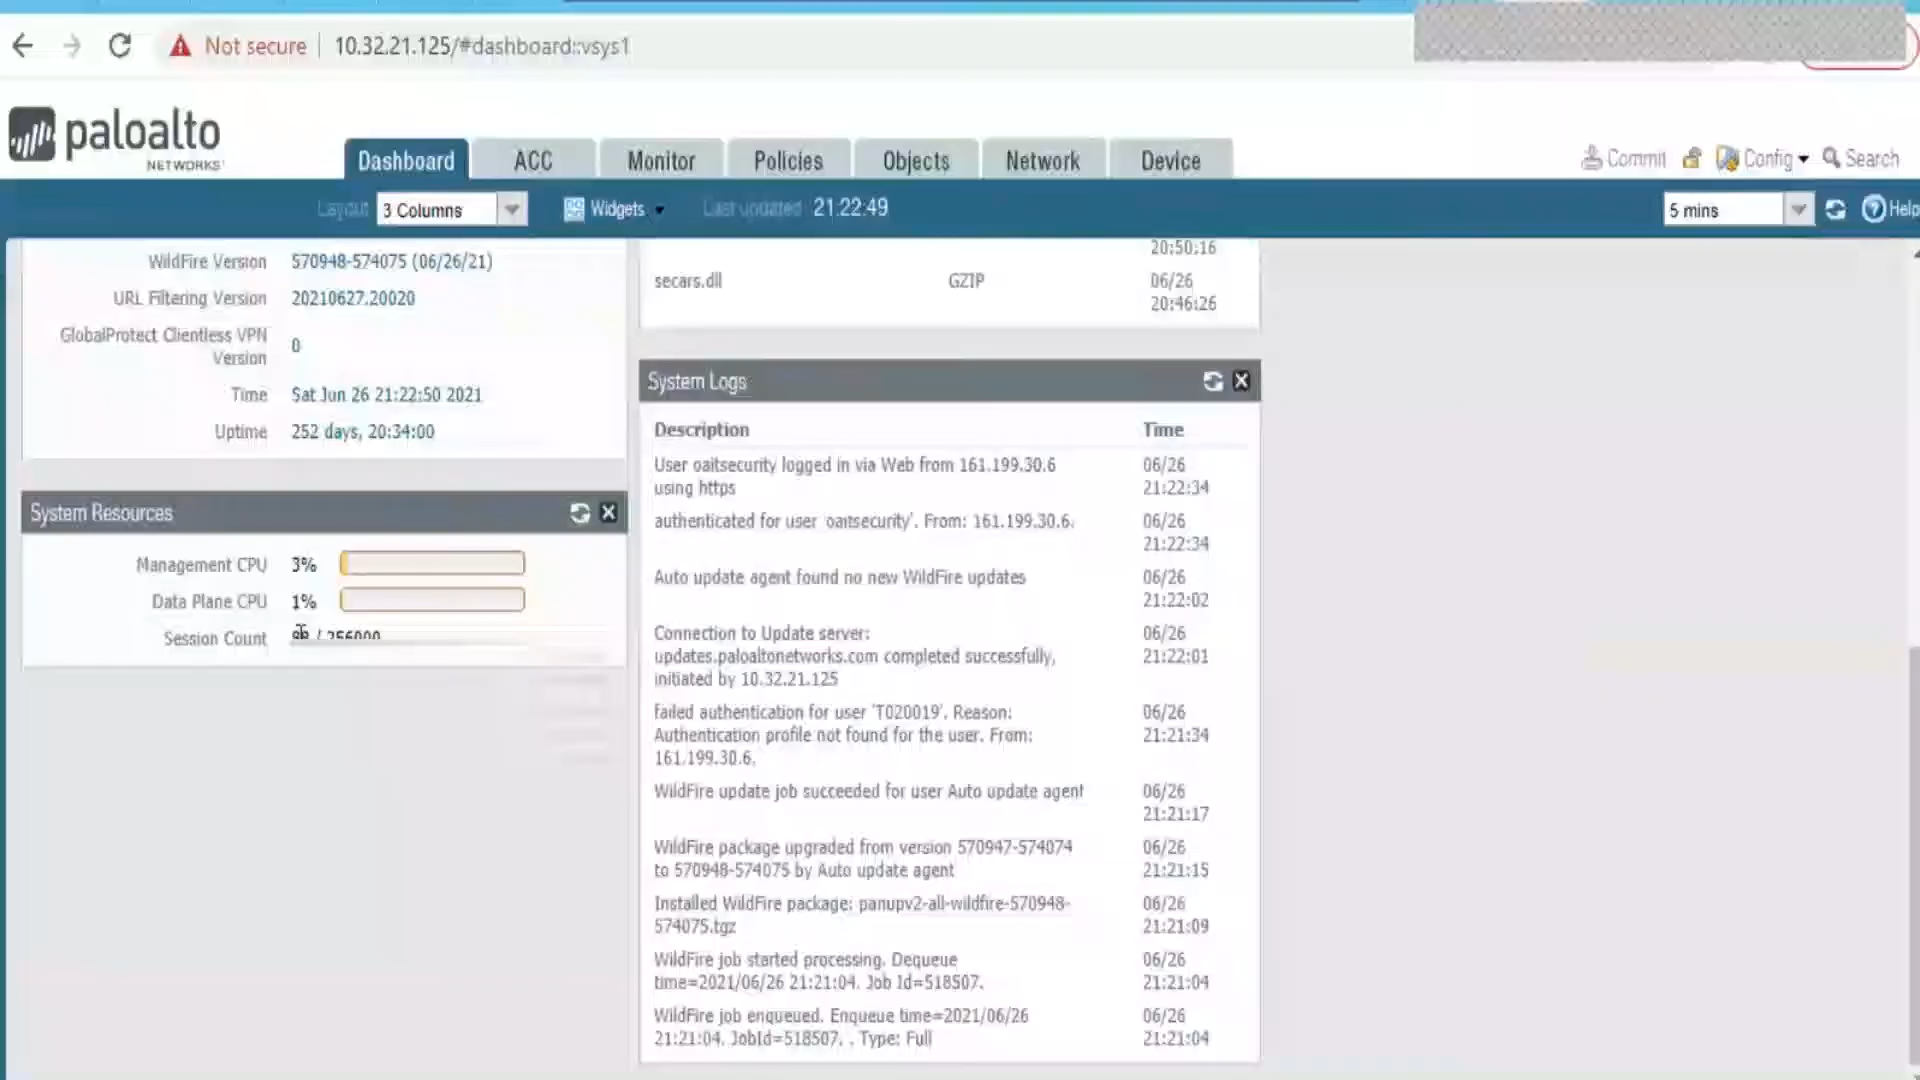 Not secure | 10.32.21.125/#dashboard::vsys1
paloalto
NETWORKS
Dashboard ACC Monitor Policies Objects Network Device
Commit Config Search
Layout 3 Columns Widgets Last updated 21:22:49
5 mins Help
WildFire Version 570948-574075 (06/26/21)
URL Filtering Version 20210627.20020
GlobalProtect Clientless VPN
Version 0
Time Sat Jun 26 21:22:50 2021
Uptime 252 days, 20:34:00
System Resources
Management CPU 3%
Data Plane CPU 1%
Session Count / 256000
20:50:16
secars.dll GZIP 06/26
20:46:26
System Logs
Description Time
User oaitsecurity logged in via Web from 161.199.30.6 06/26
using https 21:22:34
authenticated for user 'oaitsecurity'. From: 161.199.30.6. 06/26
21:22:34
Auto update agent found no new WildFire updates 06/26
21:22:02
Connection to Update server: 06/26
updates.paloaltonetworks.com completed successfully, 21:22:01
initiated by 10.32.21.125
failed authentication for user 'T020019'. Reason: 06/26
Authentication profile not found for the user. From: 21:21:34
161.199.30.6.
WildFire update job succeeded for user Auto update agent 06/26
21:21:17
WildFire package upgraded from version 570947-574074 06/26
to 570948-574075 by Auto update agent 21:21:15
Installed WildFire package: panupv2-all-wildfire-570948- 06/26
574075.tgz 21:21:09
WildFire job started processing. Dequeue 06/26
time=2021/06/26 21:21:04. Job Id=518507. 21:21:04
WildFire job enqueued. Enqueue time=2021/06/26 06/26
21:21:04. JobId=518507. . Type: Full 21:21:04